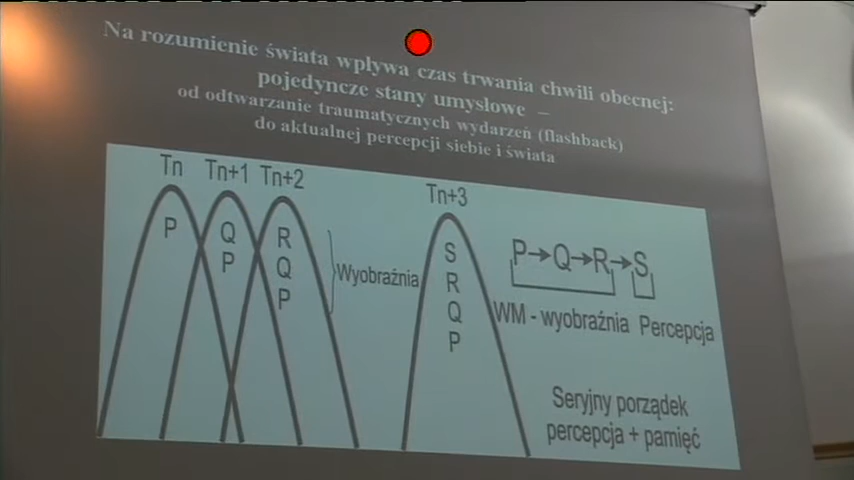 Na rozumienie świata wpływa czas trwania chwili obecnej:
pojedyncze stany umysłowe –
od odtwarzanie traumatycznych wydarzeń (flashback)
do aktualnej percepcji siebie i świata
Tn Tn+1 Tn+2 Tn+3
P
Q
P
R
Q
P
Wyobraźnia
S
R
Q
P
P→Q→R→S
WM - wyobraźnia Percepcja
Seryjny porządek
percepcja + pamięć